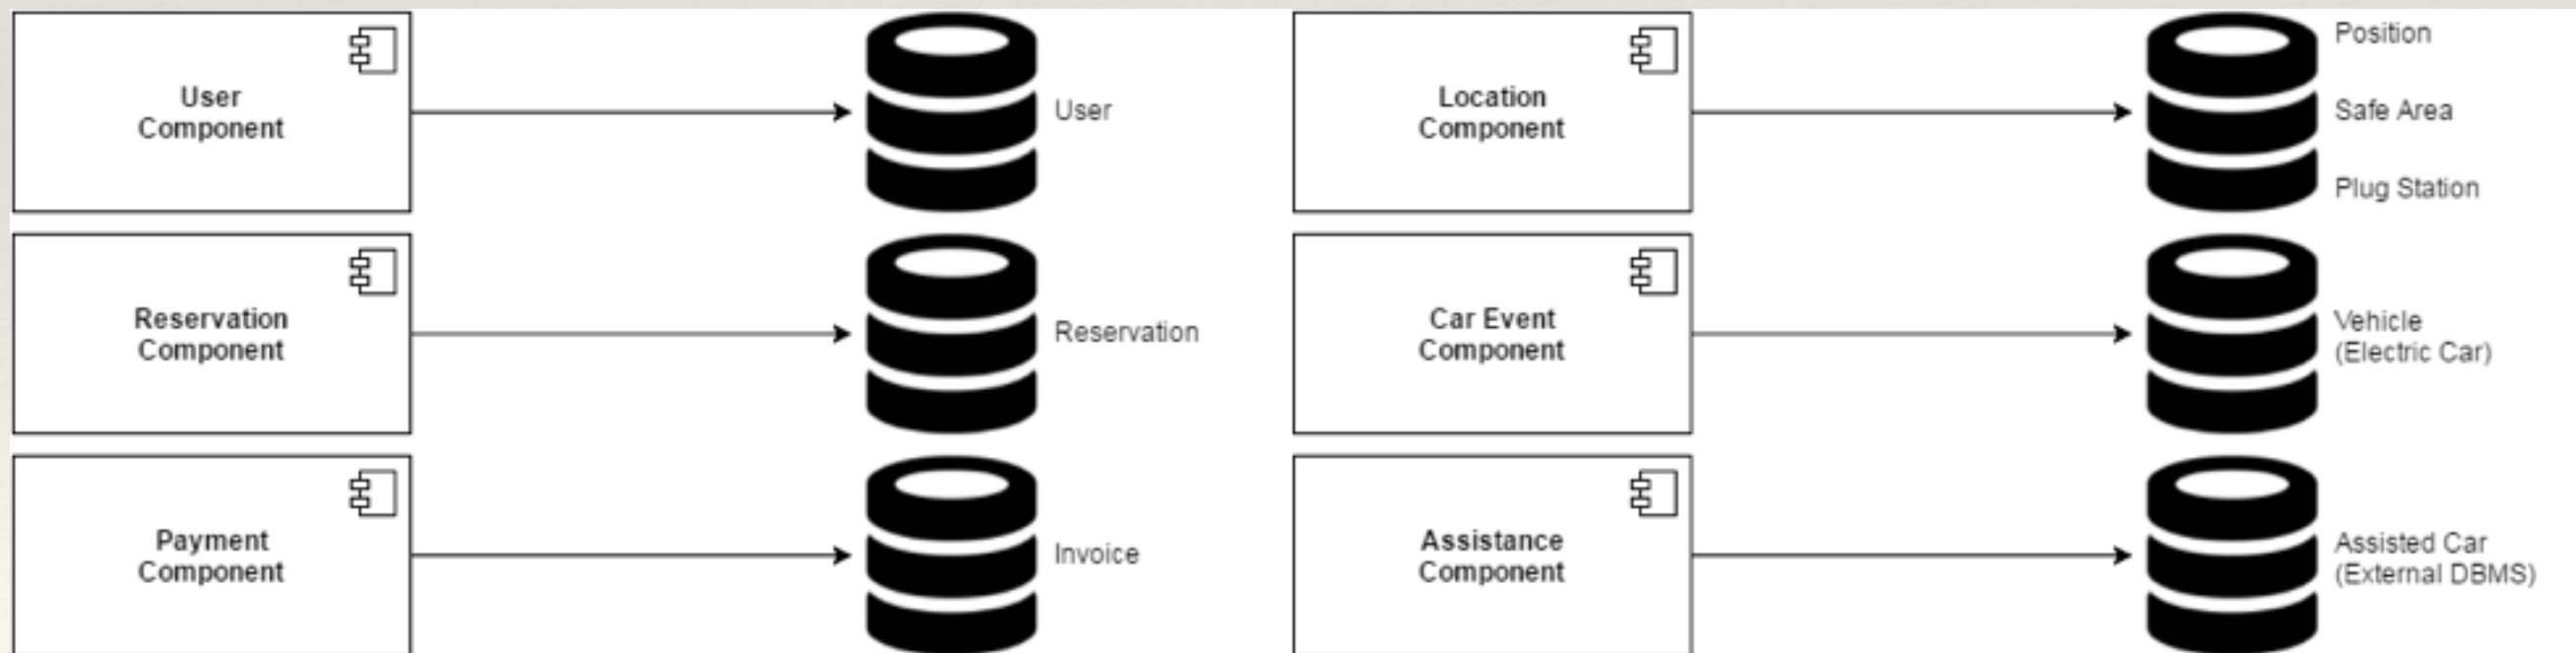 User
Component
User
Reservation
Component
Reservation
Payment
Component
Invoice
Location
Component
Position
Safe Area
Plug Station
Car Event
Component
Vehicle
(Electric Car)
Assistance
Component
Assisted Car
(External DBMS)